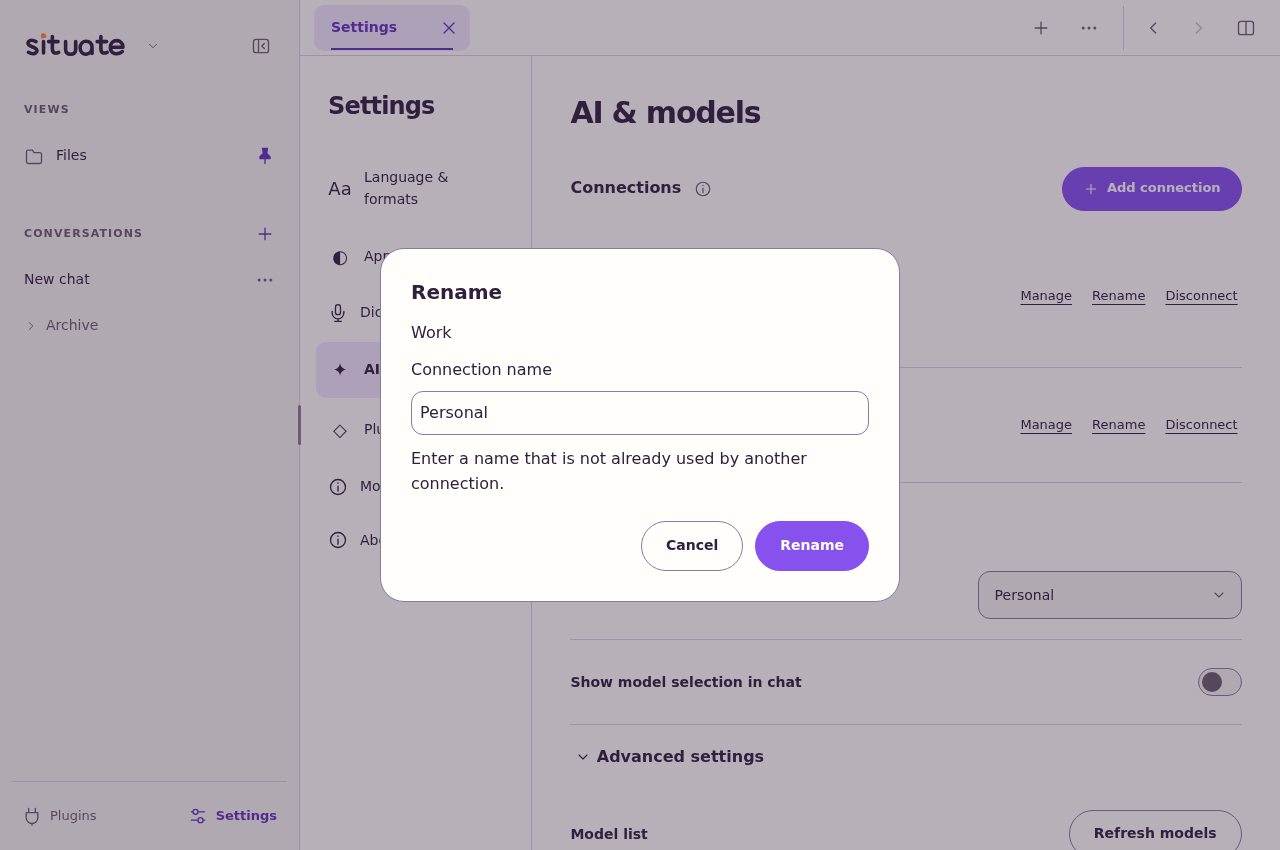 situate
VIEWS
Files
CONVERSATIONS
New chat
Archive
Plugins
Settings
Settings
Settings
Aa
Language &
formats
AI & models
Connections
Add connection
Manage Rename Disconnect
Manage Rename Disconnect
Rename
Work
Connection name
Personal
Enter a name that is not already used by another
connection.
Cancel
Rename
Personal
Show model selection in chat
Advanced settings
Model list
Refresh models